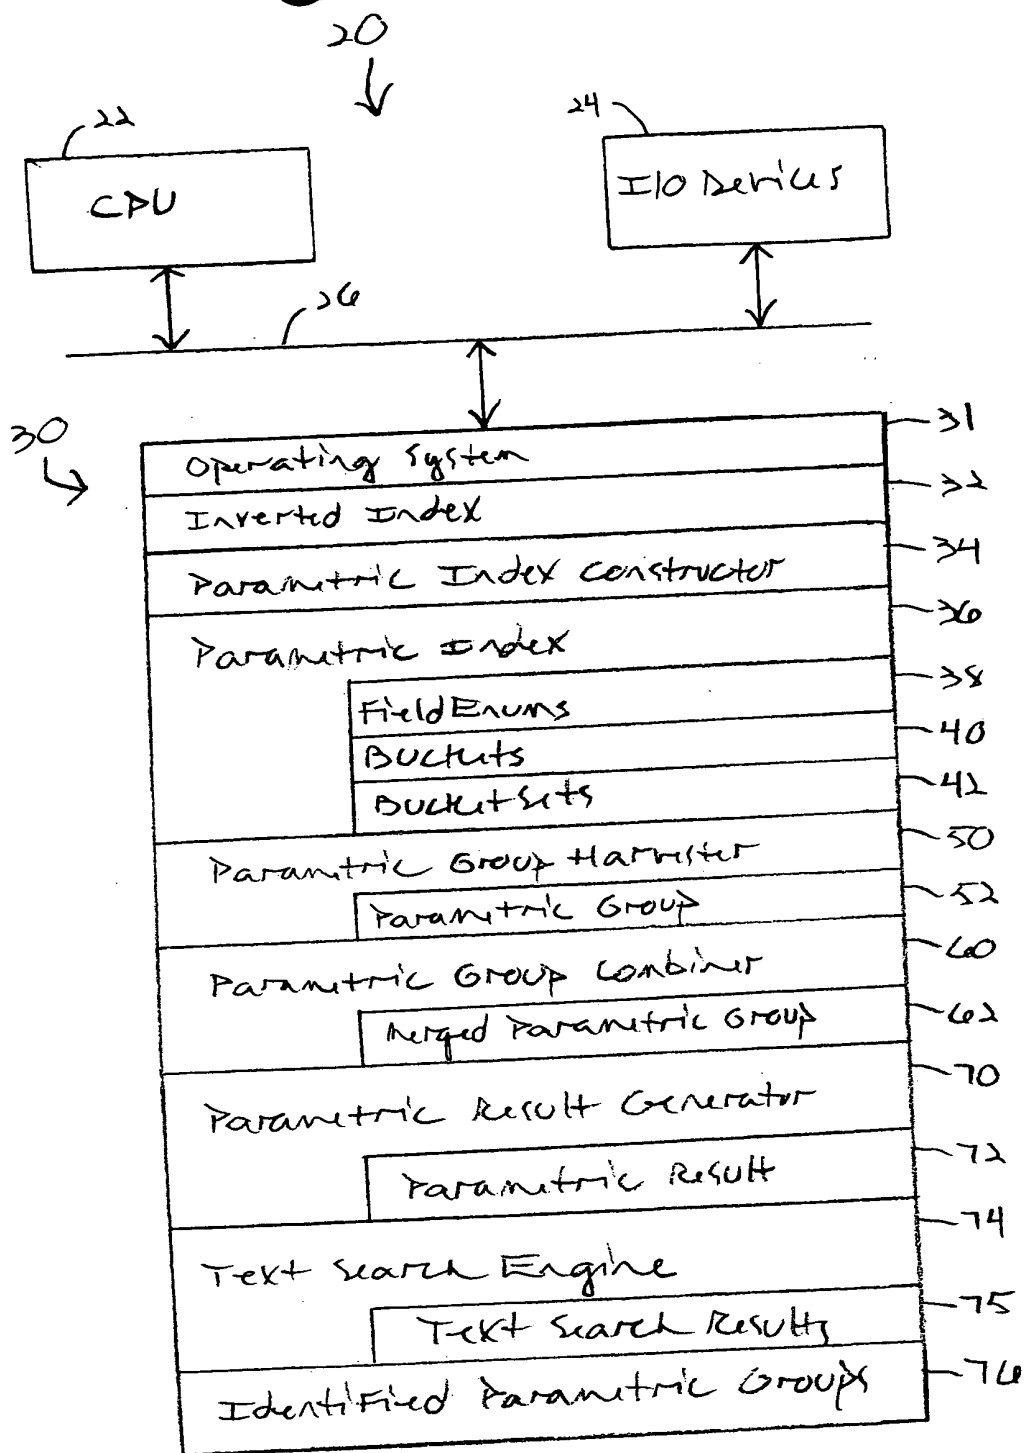 20
22
24
CPU
I/O Devices
26
30
31
Operating System
32
Inverted Index
34
Parametric Index Constructor
36
Parametric Index
38
FieldEnums
40
Buckets
42
BucketSets
50
Parametric Group Harvester
52
Parametric Group
60
Parametric Group Combiner
62
Merged Parametric Group
70
Parametric Result Generator
72
Parametric Result
74
Text Search Engine
75
Text Search Results
76
Identified Parametric Groups